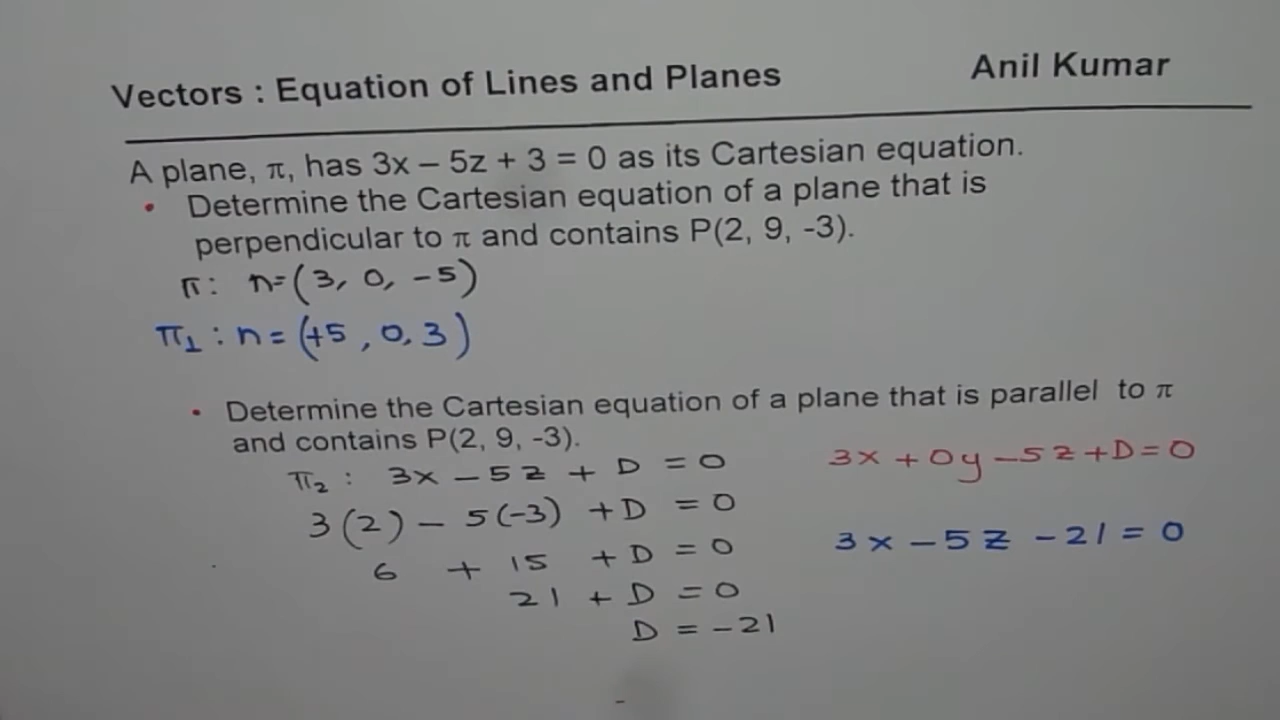 Vectors : Equation of Lines and Planes Anil Kumar
A plane, π, has 3x – 5z + 3 = 0 as its Cartesian equation.
• Determine the Cartesian equation of a plane that is
perpendicular to π and contains P(2, 9, -3).
π: n=(3, 0, -5)
π⊥ : n = (+5, 0, 3)
• Determine the Cartesian equation of a plane that is parallel to π
and contains P(2, 9, -3).
π₂ : 3x - 5z + D = 0
3x + 0y - 5z + D = 0
3(2) - 5(-3) + D = 0
3x - 5z - 21 = 0
6 + 15 + D = 0
21 + D = 0
D = -21